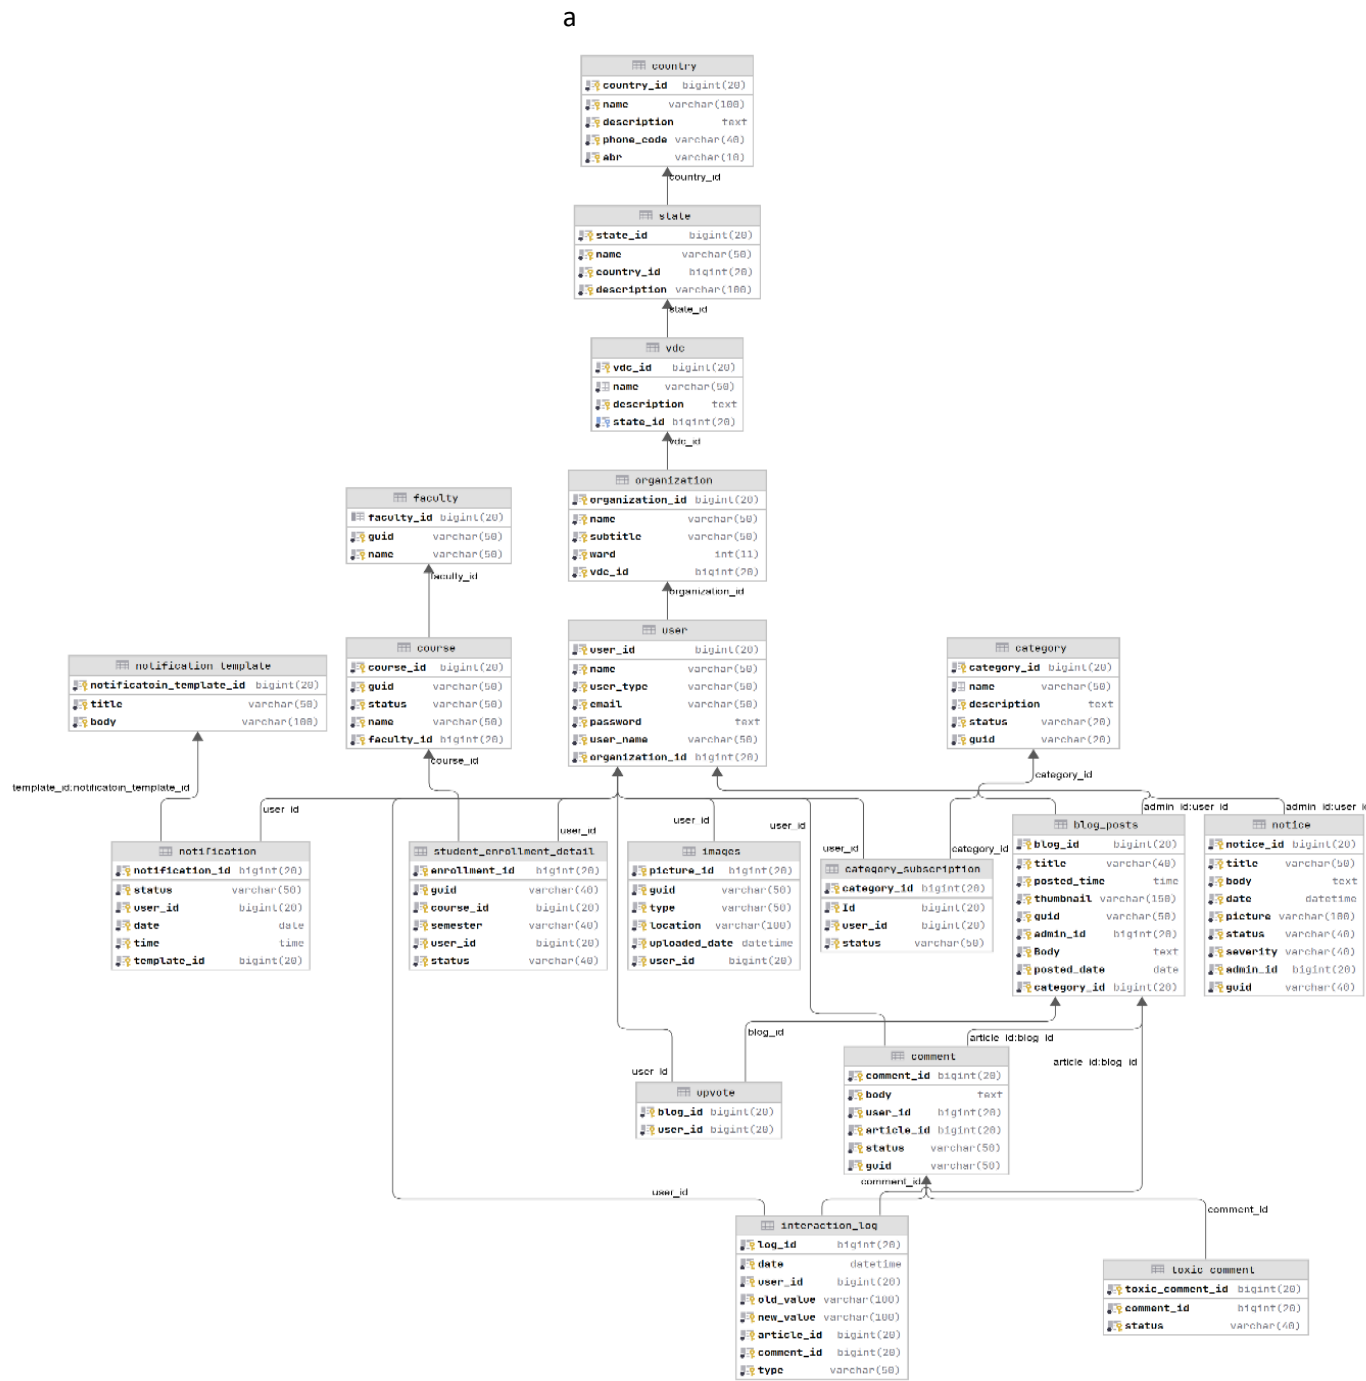 a
country
country_id bigint(20)
name varchar(100)
description text
phone_code varchar(40)
abr varchar(10)
country_id
state
state_id bigint(20)
name varchar(50)
country_id bigint(20)
description varchar(100)
state_id
vdc
vdc_id bigint(20)
name varchar(50)
description text
state_id bigint(20)
vdc_id
organization
organization_id bigint(20)
name varchar(50)
subtitle varchar(50)
ward int(11)
vdc_id bigint(20)
organization_id
faculty
faculty_id bigint(20)
guid varchar(50)
name varchar(50)
faculty_id
user
user_id bigint(20)
name varchar(50)
user_type varchar(50)
email varchar(50)
password text
user_name varchar(50)
organization_id bigint(20)
course
course_id bigint(20)
guid varchar(50)
status varchar(50)
name varchar(50)
faculty_id bigint(20)
course_id
category
category_id bigint(20)
name varchar(50)
description text
status varchar(20)
guid varchar(20)
category_id
notification_template
notificatoin_template_id bigint(20)
title varchar(50)
body varchar(100)
template_id:notificatoin_template_id
user_id
user_id
user_id
user_id
user_id
category_id
admin_id:user_id
admin_id:user_i
notification
notification_id bigint(20)
status varchar(50)
user_id bigint(20)
date date
time time
template_id bigint(20)
student_enrollment_detail
enrollment_id bigint(20)
guid varchar(40)
course_id bigint(20)
semester varchar(40)
user_id bigint(20)
status varchar(40)
images
picture_id bigint(20)
guid varchar(50)
type varchar(50)
location varchar(100)
uploaded_date datetime
user_id bigint(20)
category_subscription
category_id bigint(20)
Id bigint(20)
user_id bigint(20)
status varchar(50)
blog_posts
blog_id bigint(20)
title varchar(40)
posted_time time
thumbnail varchar(150)
guid varchar(50)
admin_id bigint(20)
Body text
posted_date date
category_id bigint(20)
notice
notice_id bigint(20)
title varchar(50)
body text
date datetime
picture varchar(100)
status varchar(40)
severity varchar(40)
admin_id bigint(20)
guid varchar(40)
blog_id
article_id:blog_id
article_id:blog_id
user_id
upvote
blog_id bigint(20)
user_id bigint(20)
comment
comment_id bigint(20)
body text
user_id bigint(20)
article_id bigint(20)
status varchar(50)
guid varchar(50)
comment_id
user_id
comment_id
interaction_log
log_id bigint(20)
date datetime
user_id bigint(20)
old_value varchar(100)
new_value varchar(100)
article_id bigint(20)
comment_id bigint(20)
type varchar(50)
toxic_comment
toxic_comment_id bigint(20)
comment_id bigint(20)
status varchar(40)